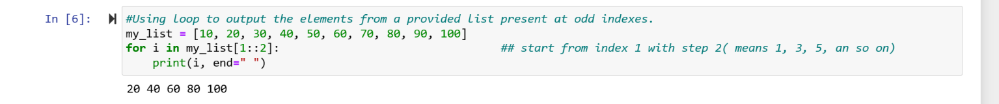 In [6]: #Using loop to output the elements from a provided list present at odd indexes.
my_list = [10, 20, 30, 40, 50, 60, 70, 80, 90, 100]
for i in my_list[1::2]: ## start from index 1 with step 2( means 1, 3, 5, an so on)
    print(i, end=" ")
20 40 60 80 100